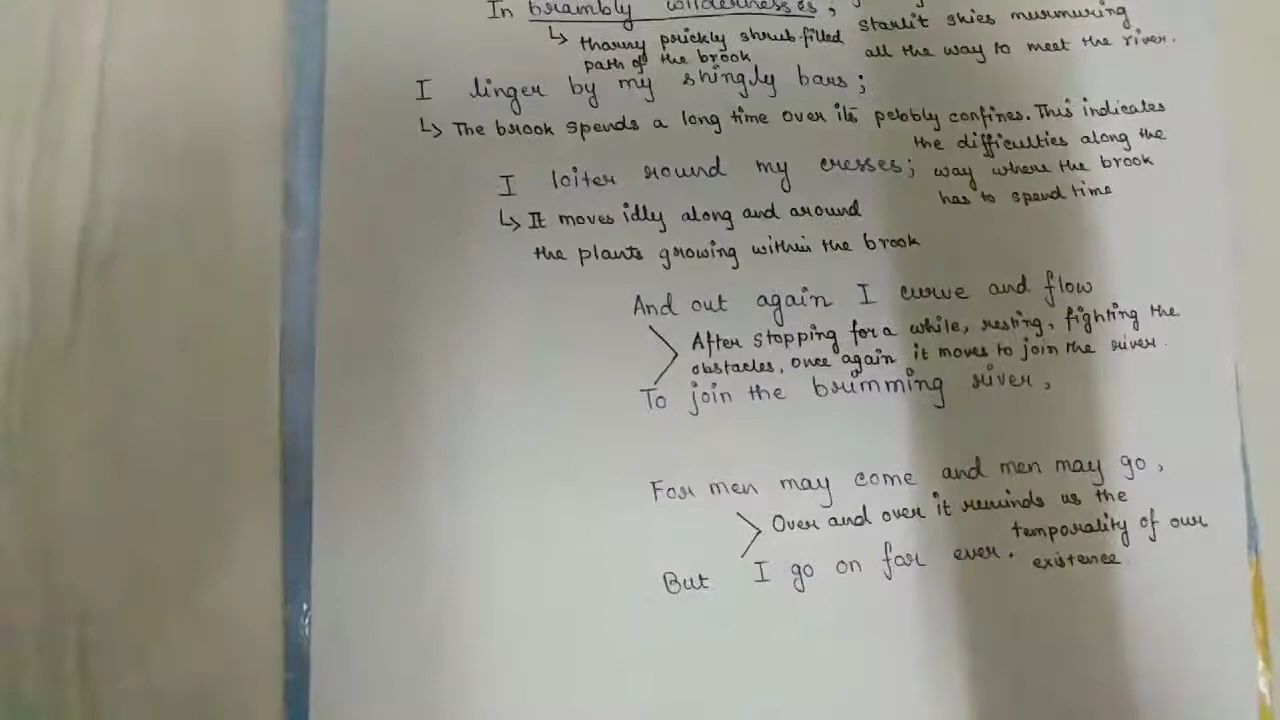 In brambly wildernesses;
↳ thorny prickly shrub filled starlit skies murmuring
path of the brook all the way to meet the river.
I linger by my shingly bars;
↳ The brook spends a long time over its pebbly confines. This indicates
the difficulties along the
I loiter round my cresses; way where the brook
has to spend time
↳ It moves idly along and around
the plants growing within the brook
And out again I curve and flow
After stopping for a while, resting, fighting the
obstacles, once again it moves to join the river.
To join the brimming river,
For men may come and men may go,
Over and over it reminds us the
temporality of our
But I go on for ever. existence